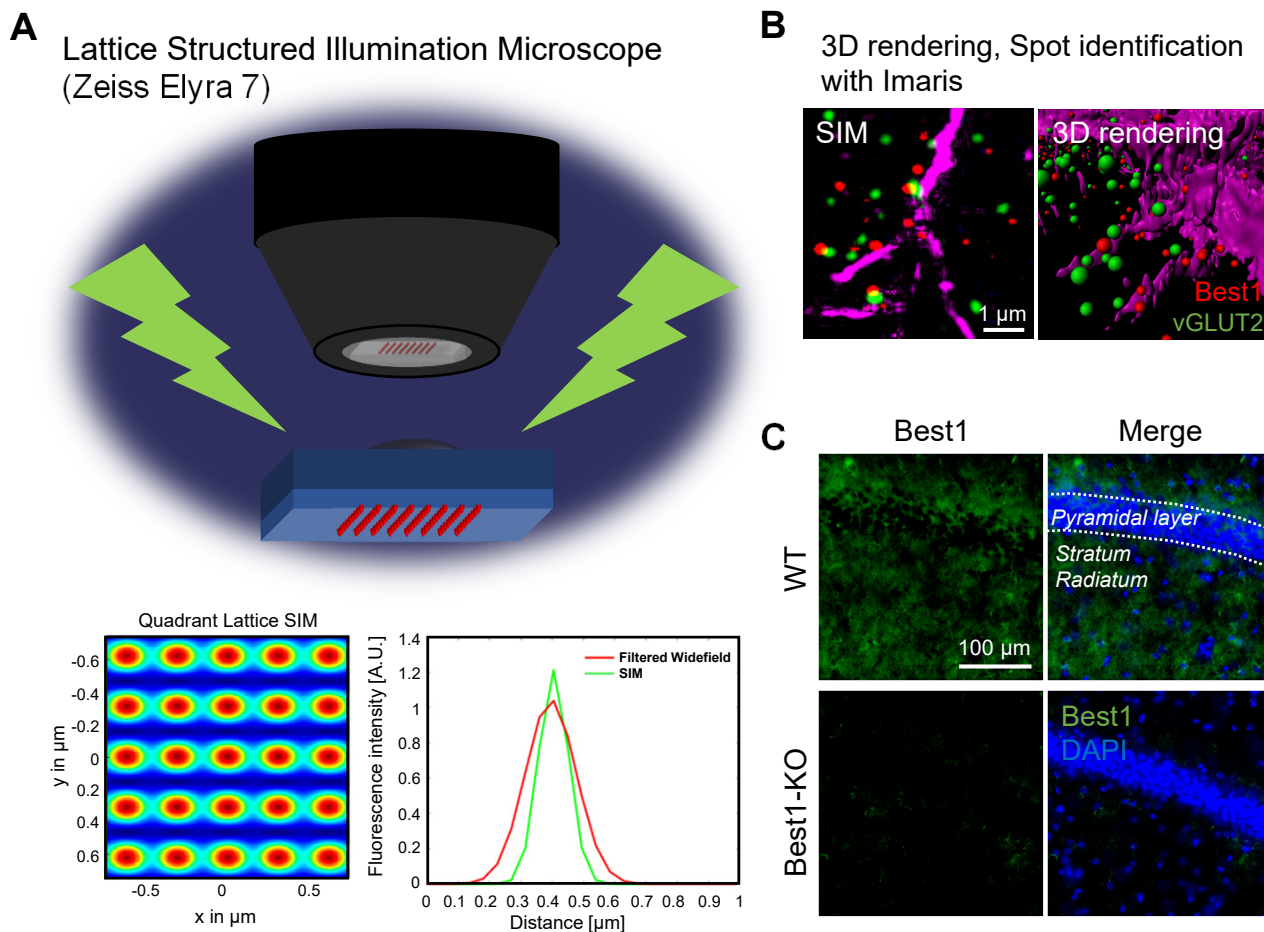 A
Lattice Structured Illumination Microscope
(Zeiss Elyra 7)
Quadrant Lattice SIM
y in µm
-0.6
-0.4
-0.2
0
0.2
0.4
0.6
-0.5
0
0.5
x in µm
Fluorescence intensity [A.U.]
1.4
1.2
1
0.8
0.6
0.4
0.2
0
Filtered Widefield
SIM
0
0.1
0.2
0.3
0.4
0.5
0.6
0.7
0.8
0.9
1
Distance [µm]
B
3D rendering, Spot identification
with Imaris
SIM
1 µm
3D rendering
Best1
vGLUT2
C
Best1
Merge
WT
100 µm
Pyramidal layer
Stratum
Radiatum
Best1-KO
Best1
DAPI